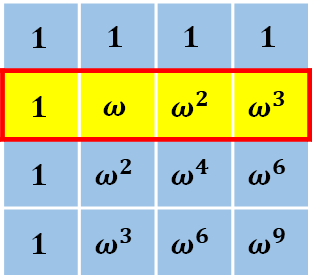 1 1 1 1
1 ω ω² ω³
1 ω² ω⁴ ω⁶
1 ω³ ω⁶ ω⁹